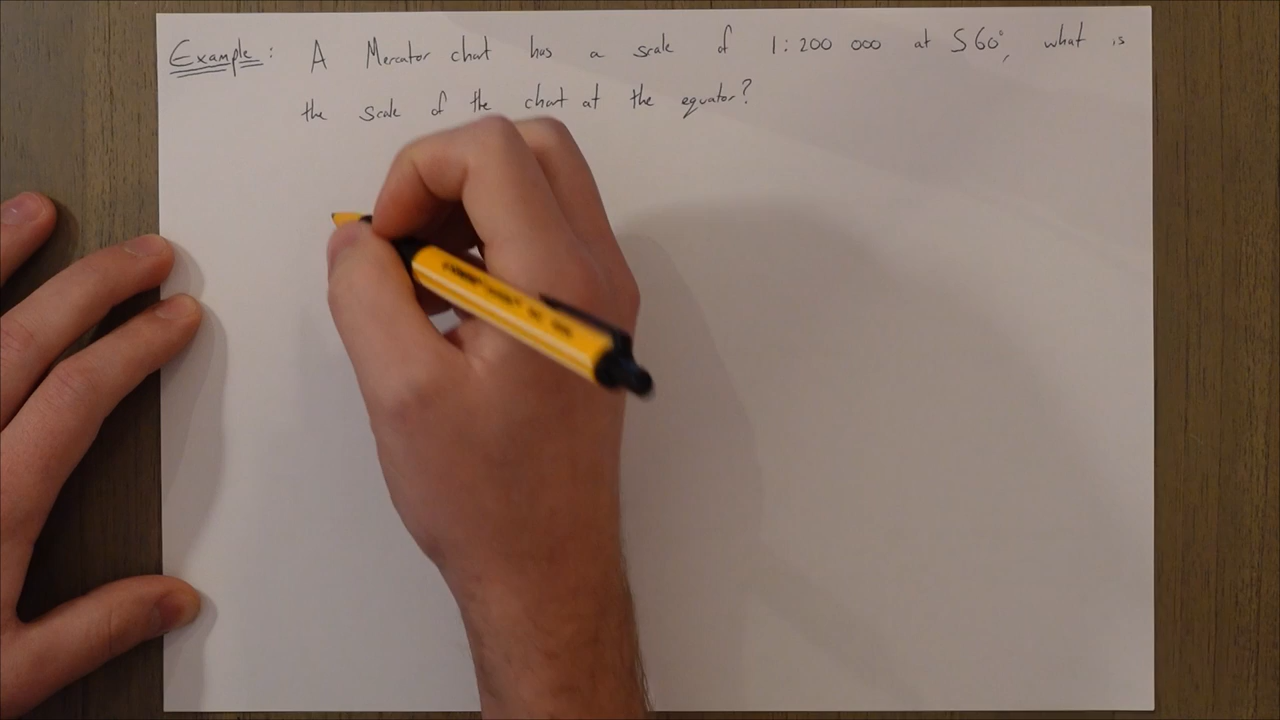 Example: A Mercator chart has a scale of 1:200 000 at S60°, what is
the scale of the chart at the equator?